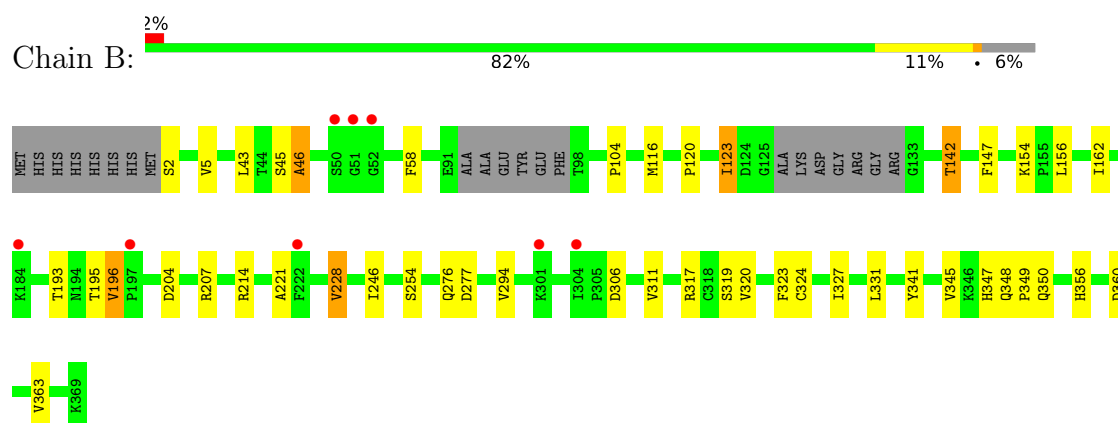 2%
Chain B:
82% 11% • 6%
MET HIS HIS HIS HIS HIS HIS MET S2 V5 L43 T44 S45 A46 S50 G51 G52 F58 E91 ALA ALA GLU TYR GLU PHE T98 P104 M116 P120 I123 D124 G125 ALA LYS ASP GLY ARG GLY ARG G133 T142 F147 K154 P155 L156 I162
K184 T193 N194 T195 V196 P197 D204 R207 R214 A221 F222 V228 I246 S254 Q276 D277 V294 K301 I304 P305 D306 V311 R317 C318 S319 V320 F323 C324 I327 L331 Y341 V345 K346 H347 Q348 P349 Q350 H356
V363 K369